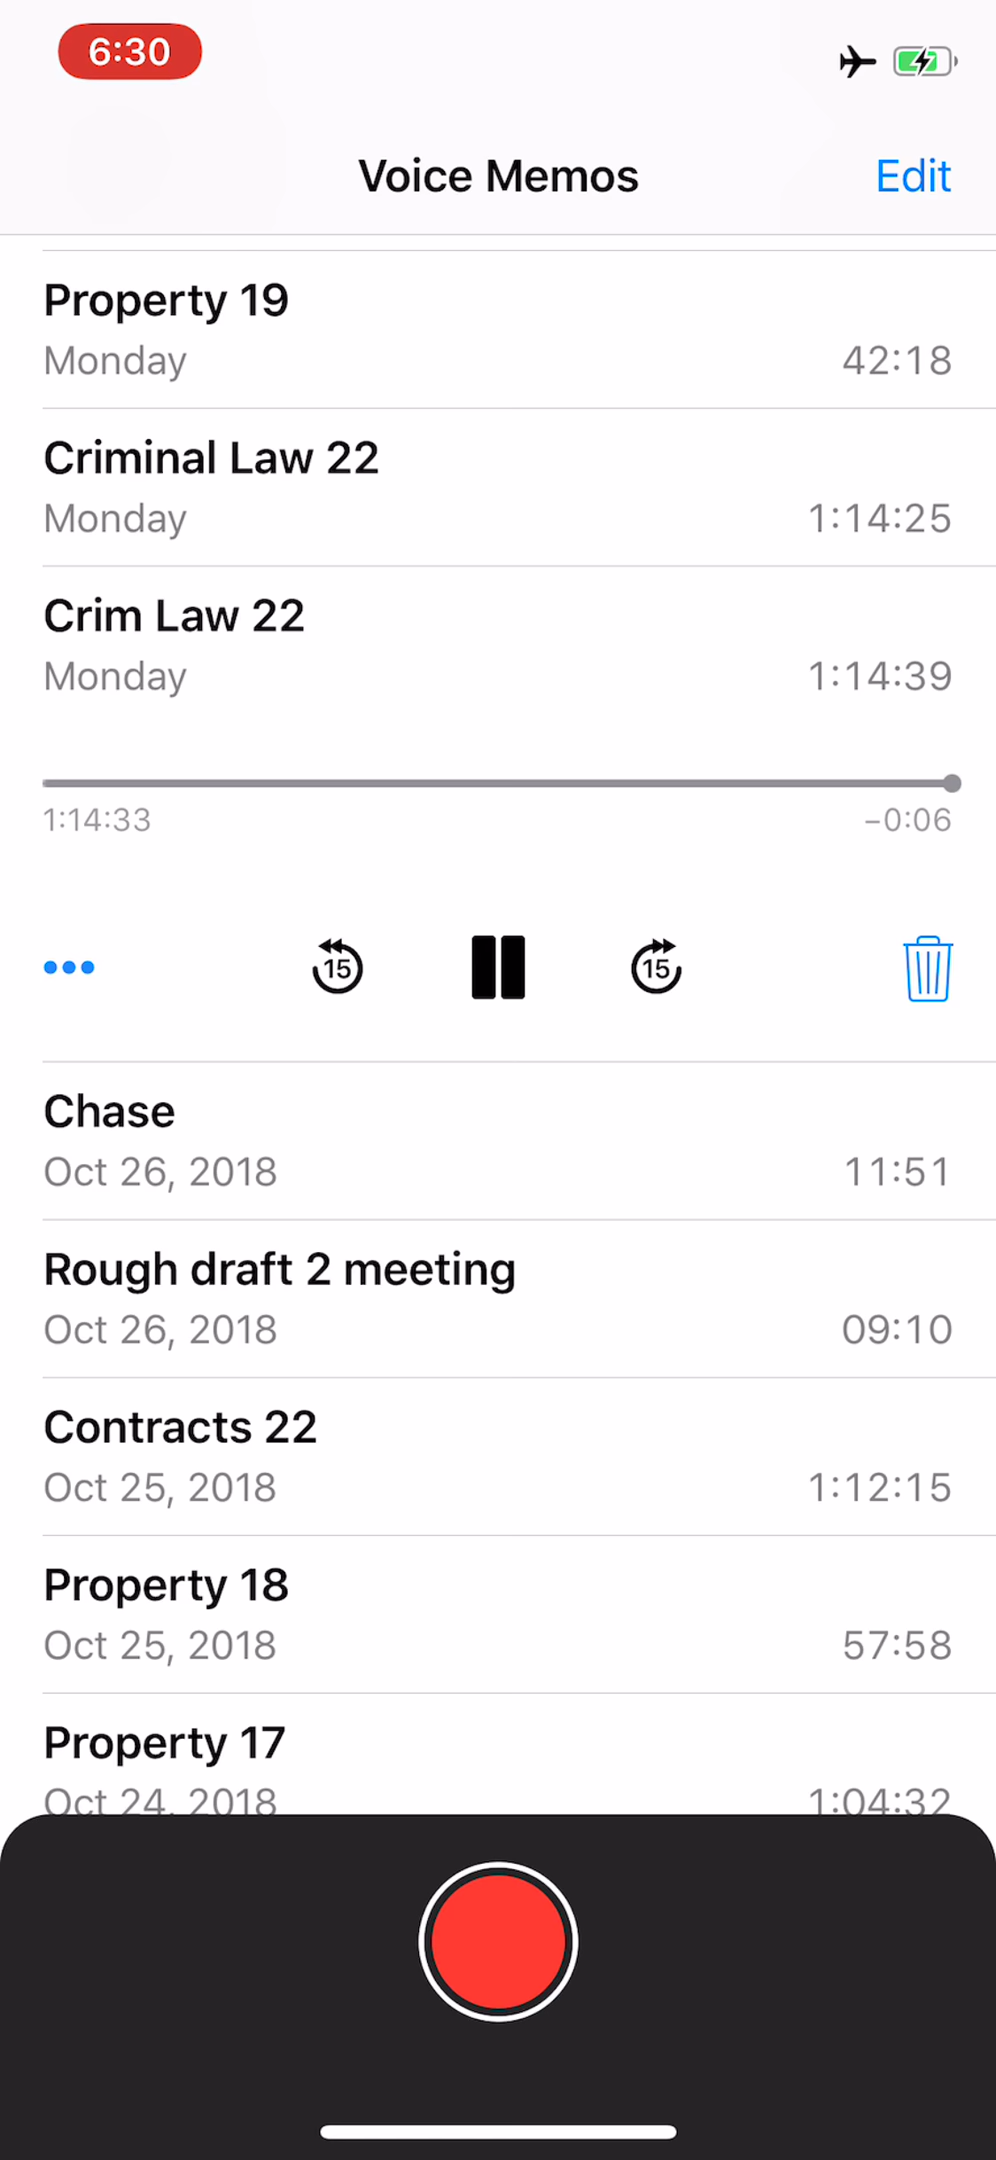 6:30
Voice Memos Edit
Property 19
Monday 42:18
Criminal Law 22
Monday 1:14:25
Crim Law 22
Monday 1:14:39
1:14:33 −0:06
15 15
Chase
Oct 26, 2018 11:51
Rough draft 2 meeting
Oct 26, 2018 09:10
Contracts 22
Oct 25, 2018 1:12:15
Property 18
Oct 25, 2018 57:58
Property 17
Oct 24, 2018 1:04:32